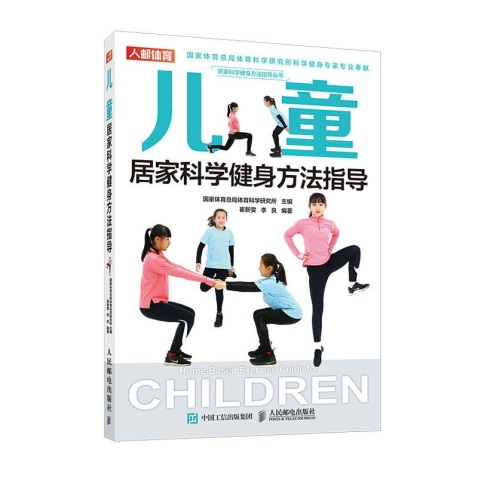 人邮体育
国家体育总局体育科学研究所科学健身专家专业奉献
居家科学健身方法指导丛书
儿童
居家科学健身方法指导
国家体育总局体育科学研究所 主编
崔新雯 李良 编著
Home-Based Exercise Guide for
CHILDREN
中国工信出版集团
人民邮电出版社
POSTS & TELECOM PRESS
儿童
居家科学健身方法指导
人民邮电出版社